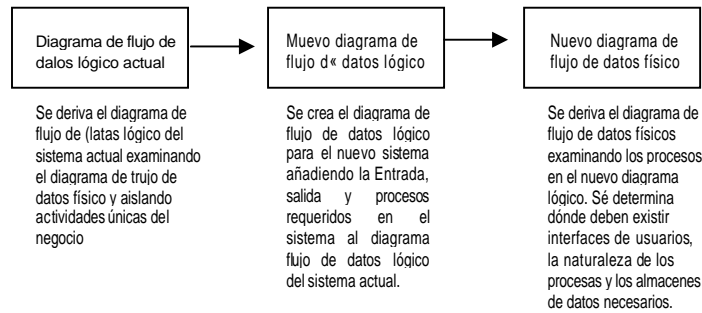 Diagrama de flujo de
dalos lógico actual
Muevo diagrama de
flujo d« datos lógico
Nuevo diagrama de
flujo de datos físico
Se deriva el diagrama de
flujo de (latas lógico del
sistema actual examinando
el diagrama de trujo de
datos físico y aislando
actividades únicas del
negocio
Se crea el diagrama de
flujo de datos lógico
para el nuevo sistema
añadiendo la Entrada,
salida y procesos
requeridos en el
sistema al diagrama
flujo de datos lógico
del sistema actual.
Se deriva el diagrama de
flujo de datos físicos
examinando los procesos
en el nuevo diagrama
lógico. Sé determina
dónde deben existir
interfaces de usuarios,
la naturaleza de los
procesas y los almacenes
de datos necesarios.